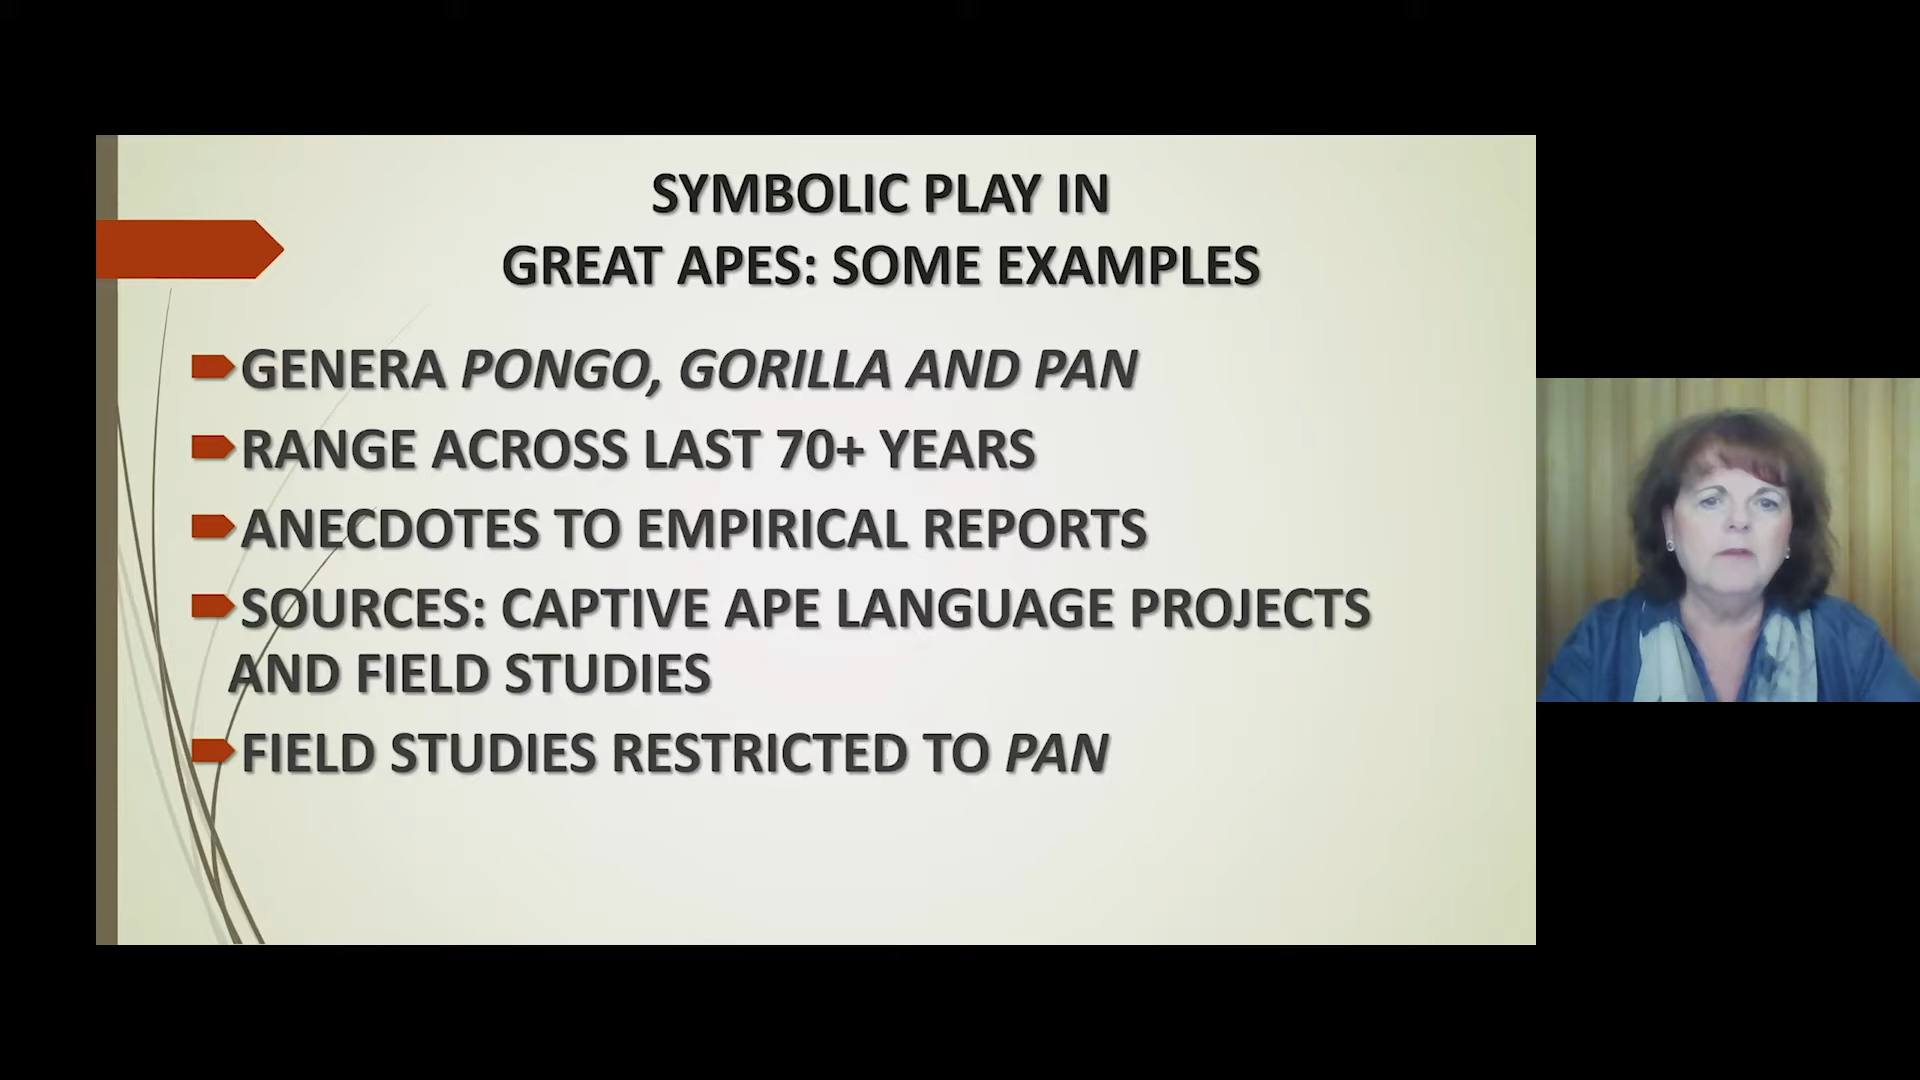 SYMBOLIC PLAY IN
GREAT APES: SOME EXAMPLES
GENERA PONGO, GORILLA AND PAN
RANGE ACROSS LAST 70+ YEARS
ANECDOTES TO EMPIRICAL REPORTS
SOURCES: CAPTIVE APE LANGUAGE PROJECTS
AND FIELD STUDIES
FIELD STUDIES RESTRICTED TO PAN